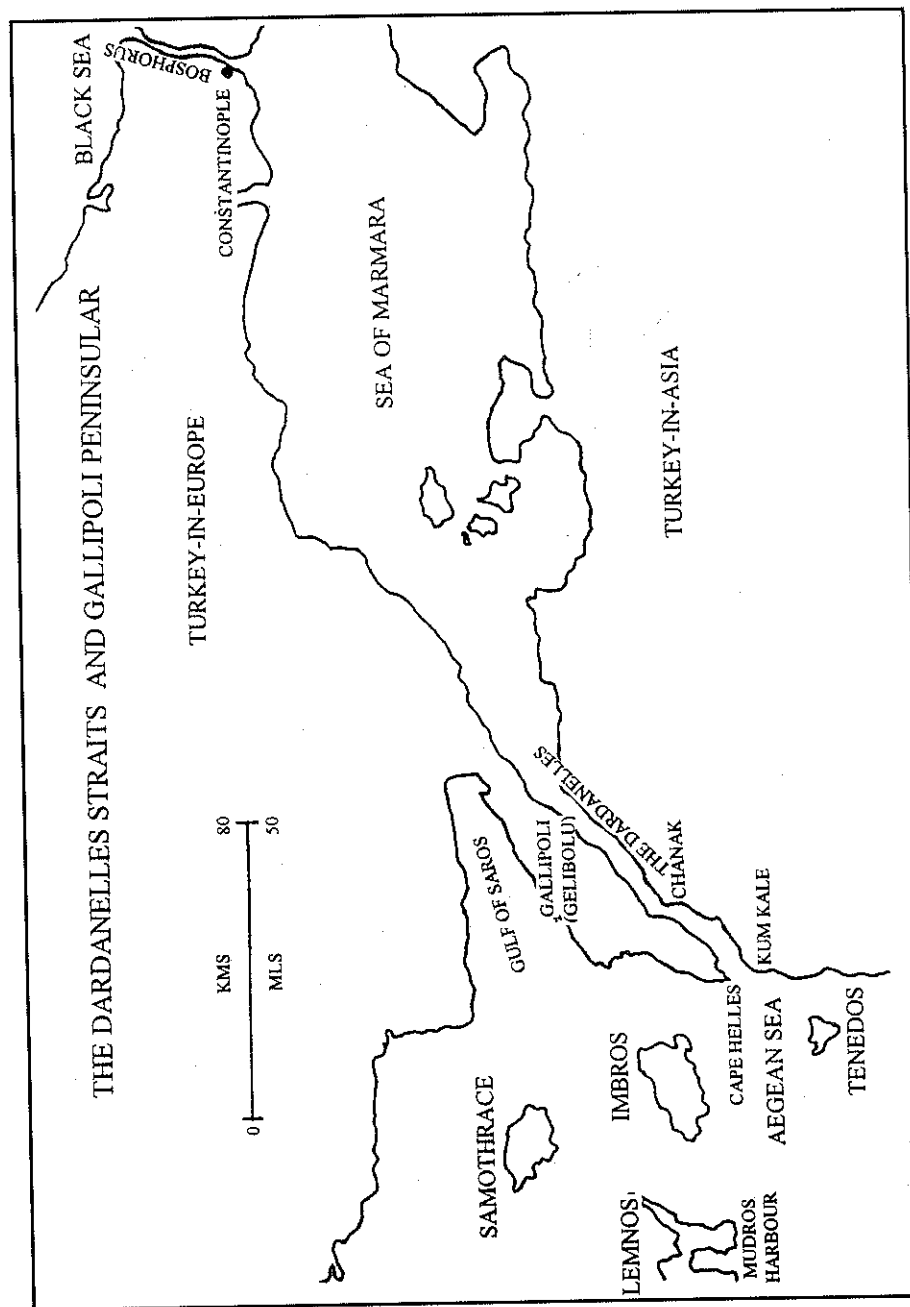 THE DARDANELLES STRAITS AND GALLIPOLI PENINSULAR
BLACK SEA
BOSPHORUS
CONSTANTINOPLE
TURKEY-IN-EUROPE
KMS
0
80
MLS
50
SEA OF MARMARA
GULF OF SAROS
GALLIPOLI
(GELIBOLU)
THE DARDANELLES
TURKEY-IN-ASIA
CHANAK
SAMOTHRACE
IMBROS
LEMNOS
MUDROS
HARBOUR
CAPE HELLES
KUM KALE
AEGEAN SEA
TENEDOS